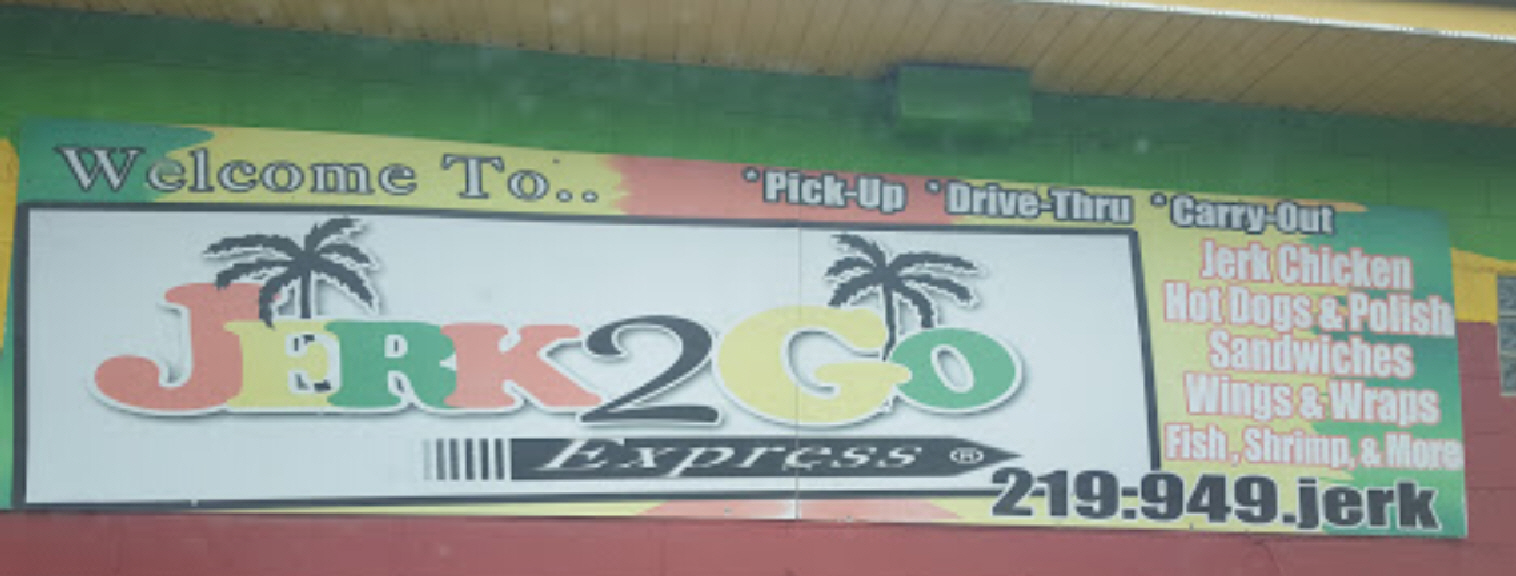 Welcome To..
*Pick-Up *Drive-Thru *Carry-Out
JERK2GO
Express ®
Jerk Chicken
Hot Dogs & Polish
Sandwiches
Wings & Wraps
Fish, Shrimp, & More
219:949.jerk